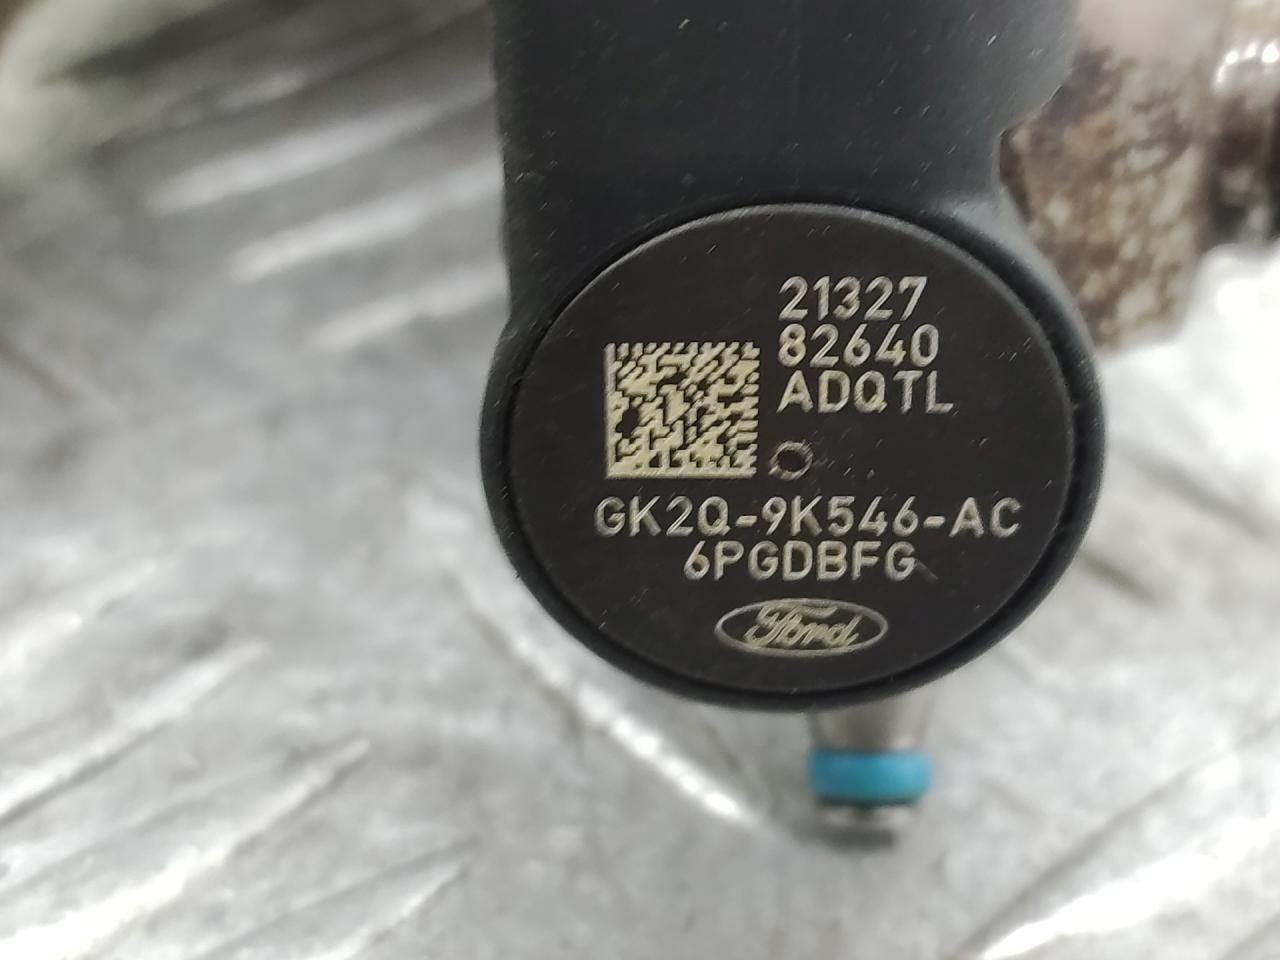 21327
82640
ADQTL
GK2Q-9K546-AC
6PGDBFG
Ford